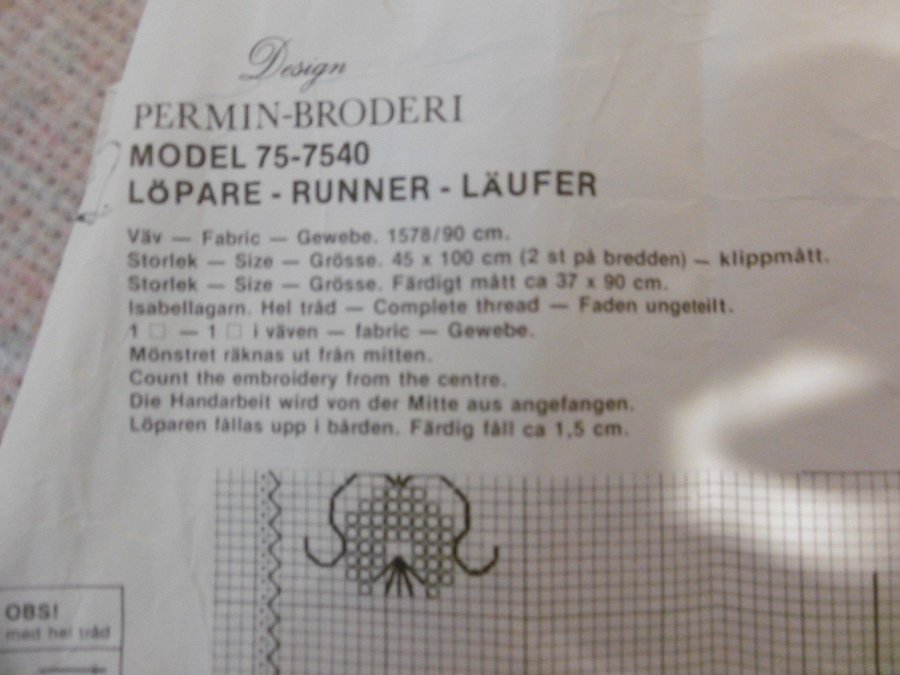 Design
PERMIN-BRODERI
MODEL 75-7540
LÖPARE - RUNNER - LÄUFER
Väv — Fabric — Gewebe. 1578/90 cm.
Storlek — Size — Grösse. 45 x 100 cm (2 st på bredden) — klippmått.
Storlek — Size — Grösse. Färdigt mått ca 37 x 90 cm.
Isabellagarn. Hel tråd — Complete thread — Faden ungeteilt.
1 □ — 1 □ i väven — fabric — Gewebe.
Mönstret räknas ut från mitten.
Count the embroidery from the centre.
Die Handarbeit wird von der Mitte aus angefangen.
Löparen fållas upp i bården. Färdig fåll ca 1,5 cm.
OBS!
med hel tråd